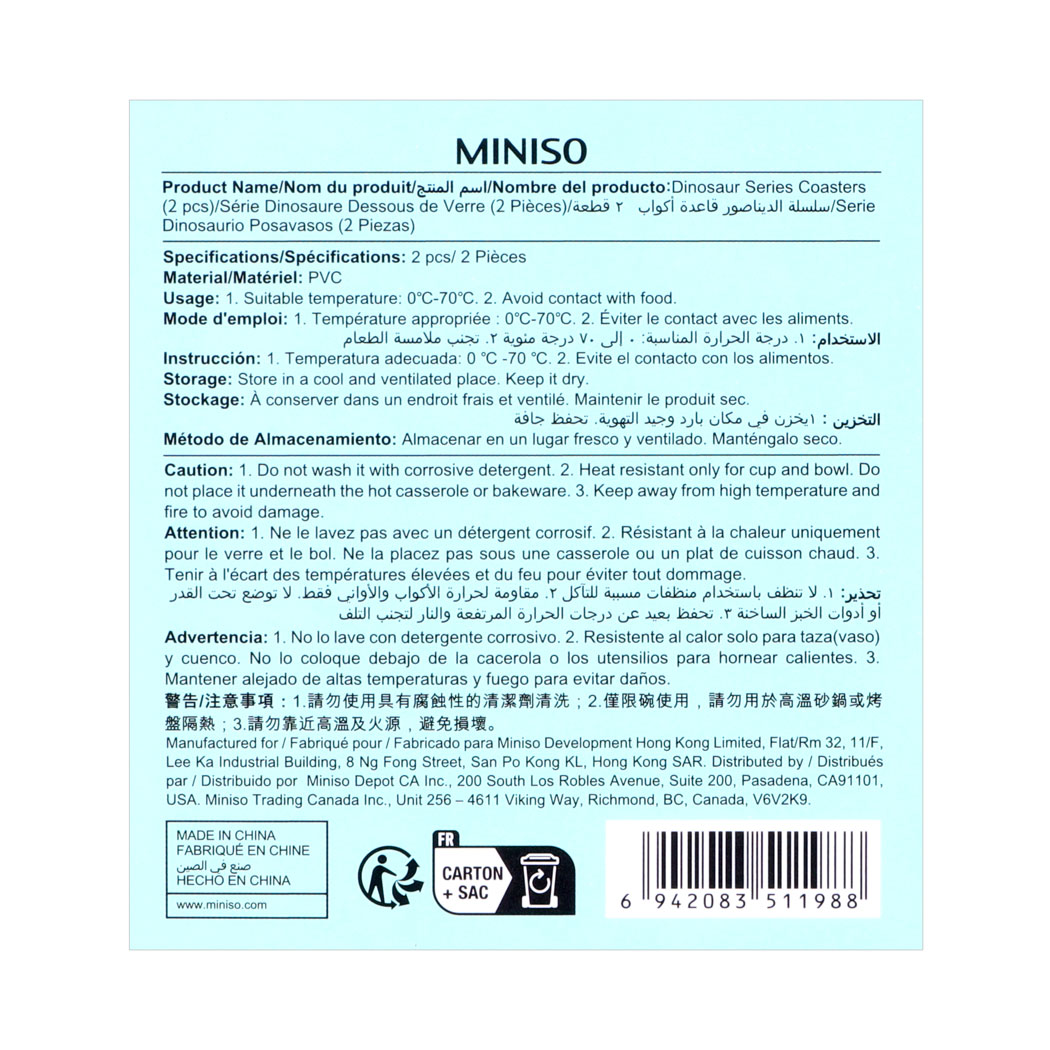 MINISO
Product Name/Nom du produit/اسم المنتج/Nombre del producto:Dinosaur Series Coasters
(2 pcs)/Série Dinosaure Dessous de Verre (2 Pièces)/سلسلة الديناصور قاعدة أكواب ٢ قطعة/Serie
Dinosaurio Posavasos (2 Piezas)
Specifications/Spécifications: 2 pcs/ 2 Pièces
Material/Matériel: PVC
Usage: 1. Suitable temperature: 0℃-70℃. 2. Avoid contact with food.
Mode d'emploi: 1. Température appropriée : 0℃-70℃. 2. Éviter le contact avec les aliments.
الاستخدام: ١. درجة الحرارة المناسبة: ٠ إلى ٧٠ درجة مئوية ٢. تجنب ملامسة الطعام
Instrucción: 1. Temperatura adecuada: 0 ℃ -70 ℃. 2. Evite el contacto con los alimentos.
Storage: Store in a cool and ventilated place. Keep it dry.
Stockage: À conserver dans un endroit frais et ventilé. Maintenir le produit sec.
التخزين : ١يخزن في مكان بارد وجيد التهوية. تحفظ جافة
Método de Almacenamiento: Almacenar en un lugar fresco y ventilado. Manténgalo seco.
Caution: 1. Do not wash it with corrosive detergent. 2. Heat resistant only for cup and bowl. Do
not place it underneath the hot casserole or bakeware. 3. Keep away from high temperature and
fire to avoid damage.
Attention: 1. Ne le lavez pas avec un détergent corrosif. 2. Résistant à la chaleur uniquement
pour le verre et le bol. Ne la placez pas sous une casserole ou un plat de cuisson chaud. 3.
Tenir à l'écart des températures élevées et du feu pour éviter tout dommage.
تحذير: ١. لا تنظف باستخدام منظفات مسببة للتآكل ٢. مقاومة لحرارة الأكواب والأواني فقط. لا توضع تحت القدر
أو أدوات الخبز الساخنة ٣. تحفظ بعيد عن درجات الحرارة المرتفعة والنار لتجنب التلف
Advertencia: 1. No lo lave con detergente corrosivo. 2. Resistente al calor solo para taza(vaso)
y cuenco. No lo coloque debajo de la cacerola o los utensilios para hornear calientes. 3.
Mantener alejado de altas temperaturas y fuego para evitar daños.
警告/注意事項：1.請勿使用具有腐蝕性的清潔劑清洗；2.僅限碗使用，請勿用於高溫砂鍋或烤
盤隔熱；3.請勿靠近高溫及火源，避免損壞。
Manufactured for / Fabriqué pour / Fabricado para Miniso Development Hong Kong Limited, Flat/Rm 32, 11/F,
Lee Ka Industrial Building, 8 Ng Fong Street, San Po Kong KL, Hong Kong SAR. Distributed by / Distribués
par / Distribuido por Miniso Depot CA Inc., 200 South Los Robles Avenue, Suite 200, Pasadena, CA91101,
USA. Miniso Trading Canada Inc., Unit 256 – 4611 Viking Way, Richmond, BC, Canada, V6V2K9.
MADE IN CHINA
FABRIQUÉ EN CHINE
صنع في الصين
HECHO EN CHINA
www.miniso.com
FR
CARTON
+ SAC
6 942083 511988